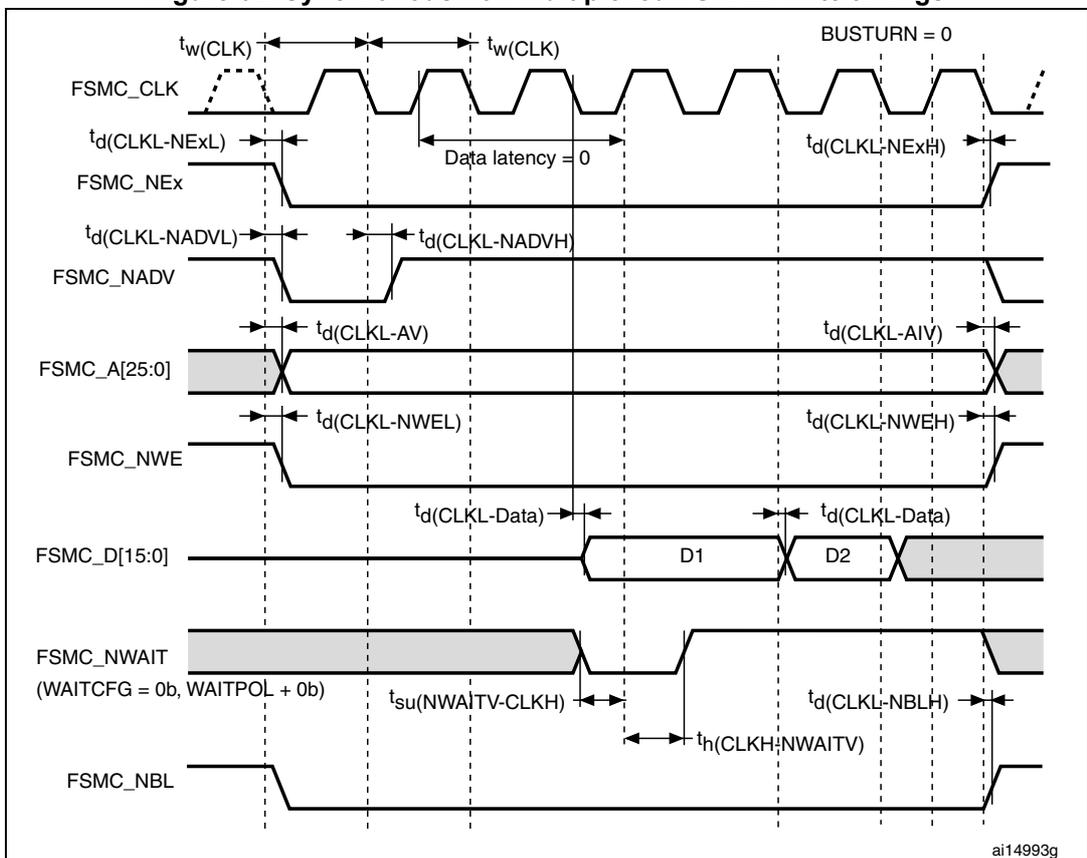 BUSTURN = 0
tw(CLK) tw(CLK)
FSMC_CLK
td(CLKL-NExL) Data latency = 0 td(CLKL-NExH)
FSMC_NEx
td(CLKL-NADVL) td(CLKL-NADVH)
FSMC_NADV
td(CLKL-AV) td(CLKL-AIV)
FSMC_A[25:0]
td(CLKL-NWEL) td(CLKL-NWEH)
FSMC_NWE
td(CLKL-Data) td(CLKL-Data)
FSMC_D[15:0] D1 D2
FSMC_NWAIT
(WAITCFG = 0b, WAITPOL + 0b)
tsu(NWAITV-CLKH) td(CLKL-NBLH)
th(CLKH-NWAITV)
FSMC_NBL
ai14993g